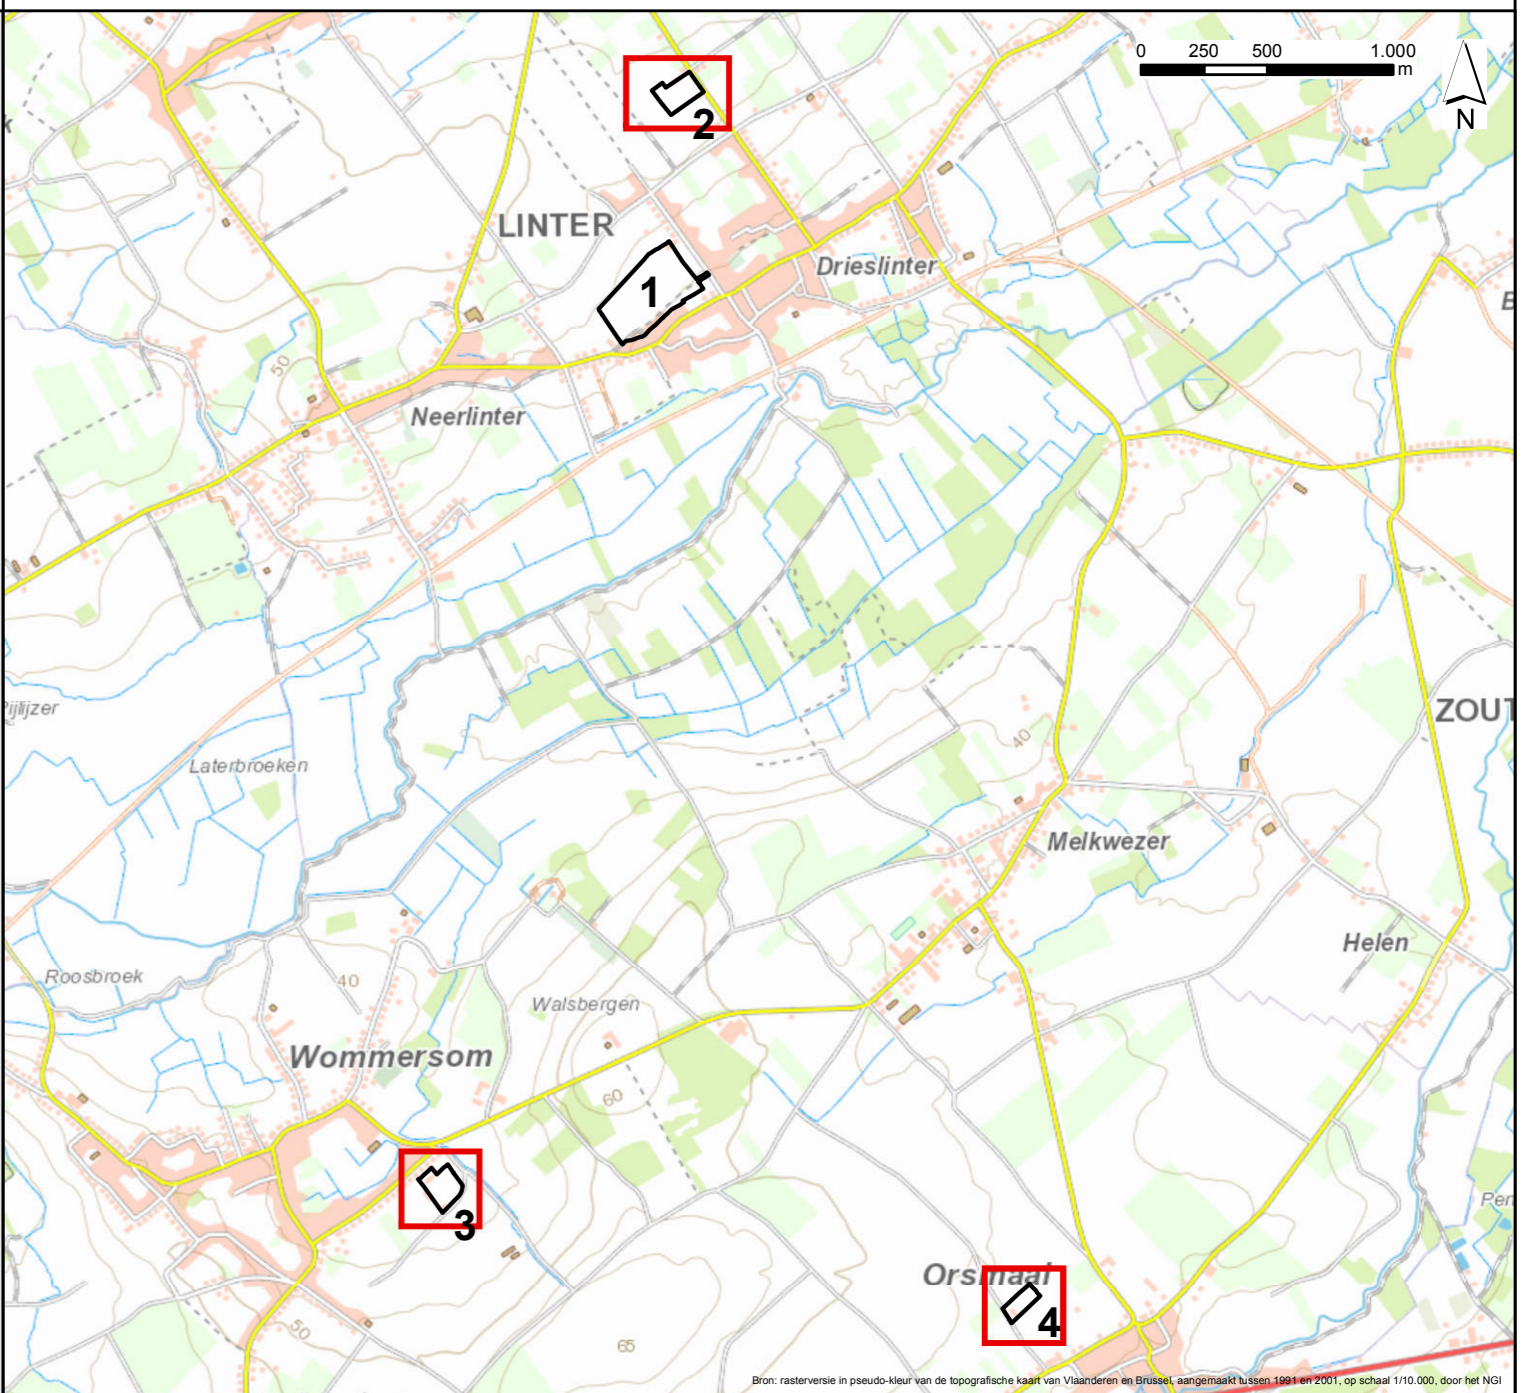 0 250 500 1.000
m
N
k
2
LINTER
1
Drieslinter
B
50
Neerlinter
Pijlijzer
ZOUT
40
Laterbroeken
Melkwezer
Helen
Roosbroek
40
Walsbergen
Wommersom
60
3
Pen
Orsmaal
4
50
65
Bron: rasterversie in pseudo-kleur van de topografische kaart van Vlaanderen en Brussel, aangemaakt tussen 1991 en 2001, op schaal 1/10.000, door het NGI